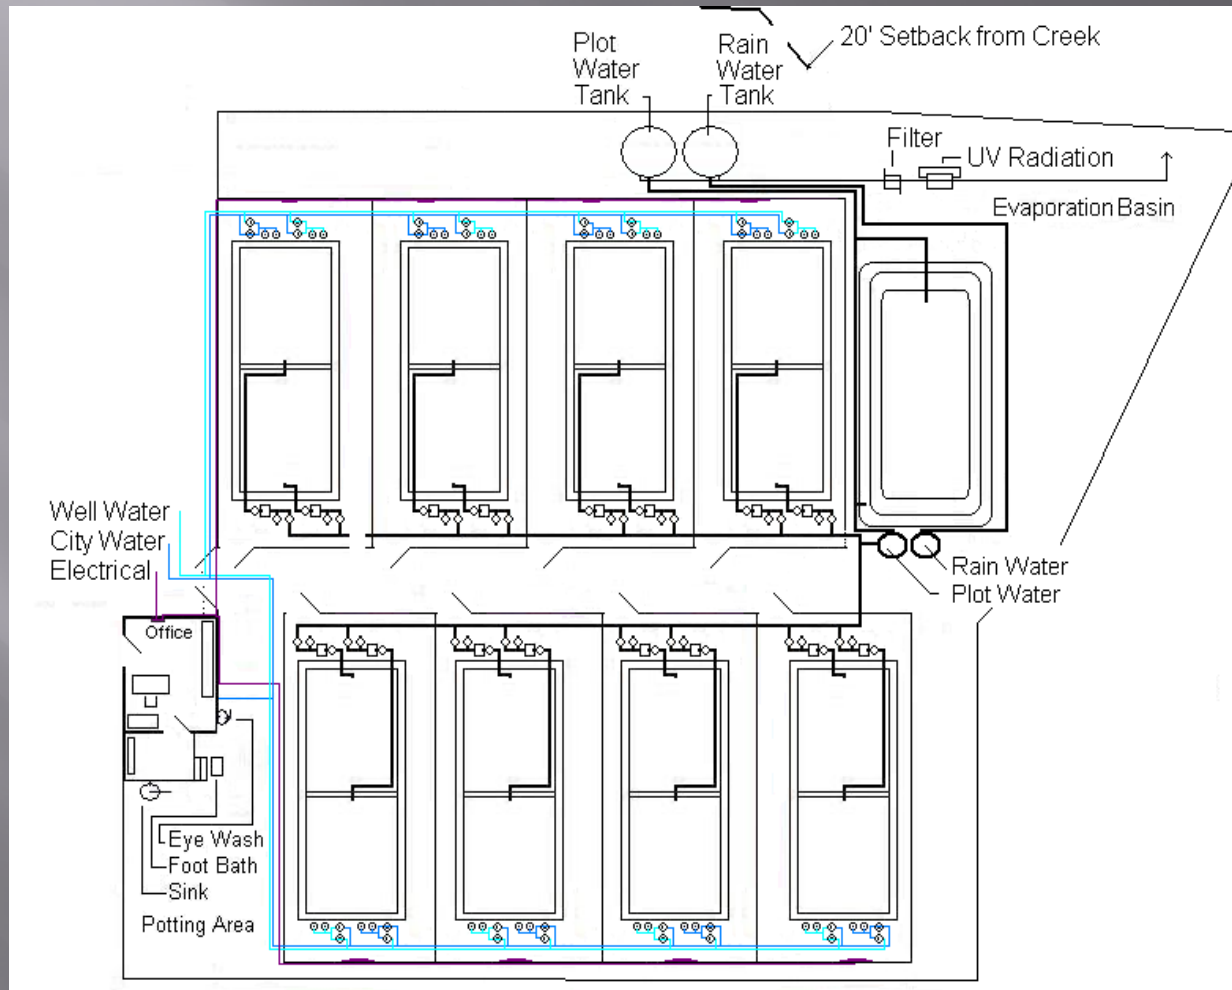 20' Setback from Creek
Plot
Water
Tank
Rain
Water
Tank
Filter
UV Radiation
Evaporation Basin
Well Water
City Water
Electrical
Rain Water
Plot Water
Office
Eye Wash
Foot Bath
Sink
Potting Area